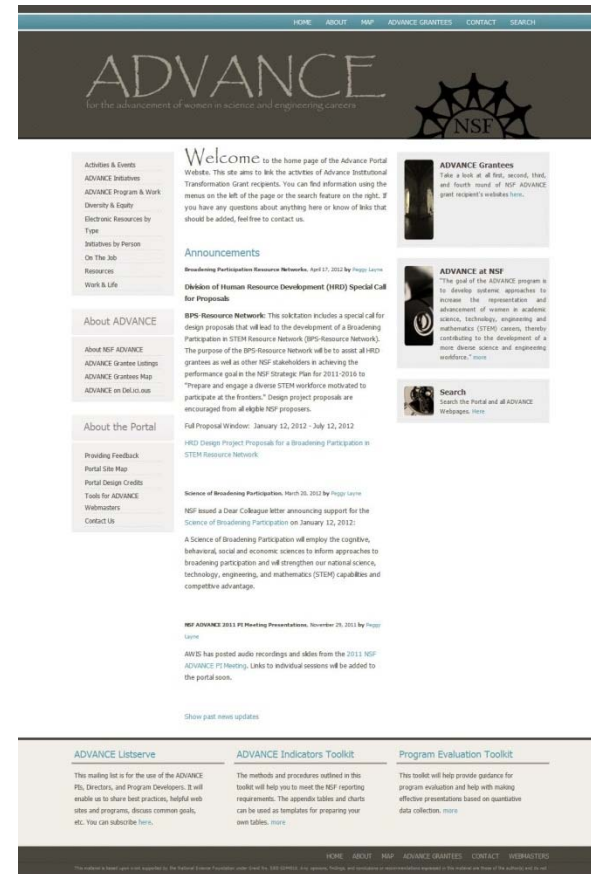 HOME ABOUT MAP ADVANCE GRANTEES CONTACT SEARCH
ADVANCE
for the advancement of women in science and engineering careers
NSF
Activities & Events
ADVANCE Initiatives
ADVANCE Program & Work
Diversity & Equity
Electronic Resources by
Type
Initiatives by Person
On The Job
Resources
Work & Life
About ADVANCE
About NSF ADVANCE
ADVANCE Grantee Listings
ADVANCE Grantees Map
ADVANCE on Del.ici.ous
About the Portal
Providing Feedback
Portal Site Map
Portal Design Credits
Tools for ADVANCE
Webmasters
Contact Us
Welcome to the home page of the Advance Portal
Website. This site aims to link the activities of Advance Institutional
Transformation Grant recipients. You can find information using the
menus on the left of the page or the search feature on the right. If
you have any questions about anything here or know of links that
should be added, feel free to contact us.
Announcements
Broadening Participation Resource Networks, April 17, 2012 by Peggy Layne
Division of Human Resource Development (HRD) Special Call
for Proposals
BPS-Resource Network: This solicitation includes a special call for
design proposals that will lead to the development of a Broadening
Participation in STEM Resource Network (BPS-Resource Network).
The purpose of the BPS-Resource Network will be to assist all HRD
grantees as well as other NSF stakeholders in achieving the
performance goal in the NSF Strategic Plan for 2011-2016 to
"Prepare and engage a diverse STEM workforce motivated to
participate at the frontiers." Design project proposals are
encouraged from all eligible NSF proposers.
Full Proposal Window: January 12, 2012 - July 12, 2012
HRD Design Project Proposals for a Broadening Participation in
STEM Resource Network
Science of Broadening Participation, March 20, 2012 by Peggy Layne
NSF issued a Dear Colleague letter announcing support for the
Science of Broadening Participation on January 12, 2012:
A Science of Broadening Participation will employ the cognitive,
behavioral, social and economic sciences to inform approaches to
broadening participation and will strengthen our national science,
technology, engineering, and mathematics (STEM) capabilities and
competitive advantage.
NSF ADVANCE 2011 PI Meeting Presentations, November 29, 2011 by Peggy
Layne
AWIS has posted audio recordings and slides from the 2011 NSF
ADVANCE PI Meeting. Links to individual sessions will be added to
the portal soon.
Show past news updates
ADVANCE Grantees
Take a look at all first, second, third,
and fourth round of NSF ADVANCE
grant recipient's websites here.
ADVANCE at NSF
"The goal of the ADVANCE program is
to develop systemic approaches to
increase the representation and
advancement of women in academic
science, technology, engineering and
mathematics (STEM) careers, thereby
contributing to the development of a
more diverse science and engineering
workforce." more
Search
Search the Portal and all ADVANCE
Webpages. Here
ADVANCE Listserve
This mailing list is for the use of the ADVANCE
PIs, Directors, and Program Developers. It will
enable us to share best practices, helpful web
sites and programs, discuss common goals,
etc. You can subscribe here.
ADVANCE Indicators Toolkit
The methods and procedures outlined in this
toolkit will help you to meet the NSF reporting
requirements. The appendix tables and charts
can be used as templates for preparing your
own tables. more
Program Evaluation Toolkit
This toolkit will help provide guidance for
program evaluation and help with making
effective presentations based on quantiative
data collection. more
HOME ABOUT MAP ADVANCE GRANTEES CONTACT WEBMASTERS